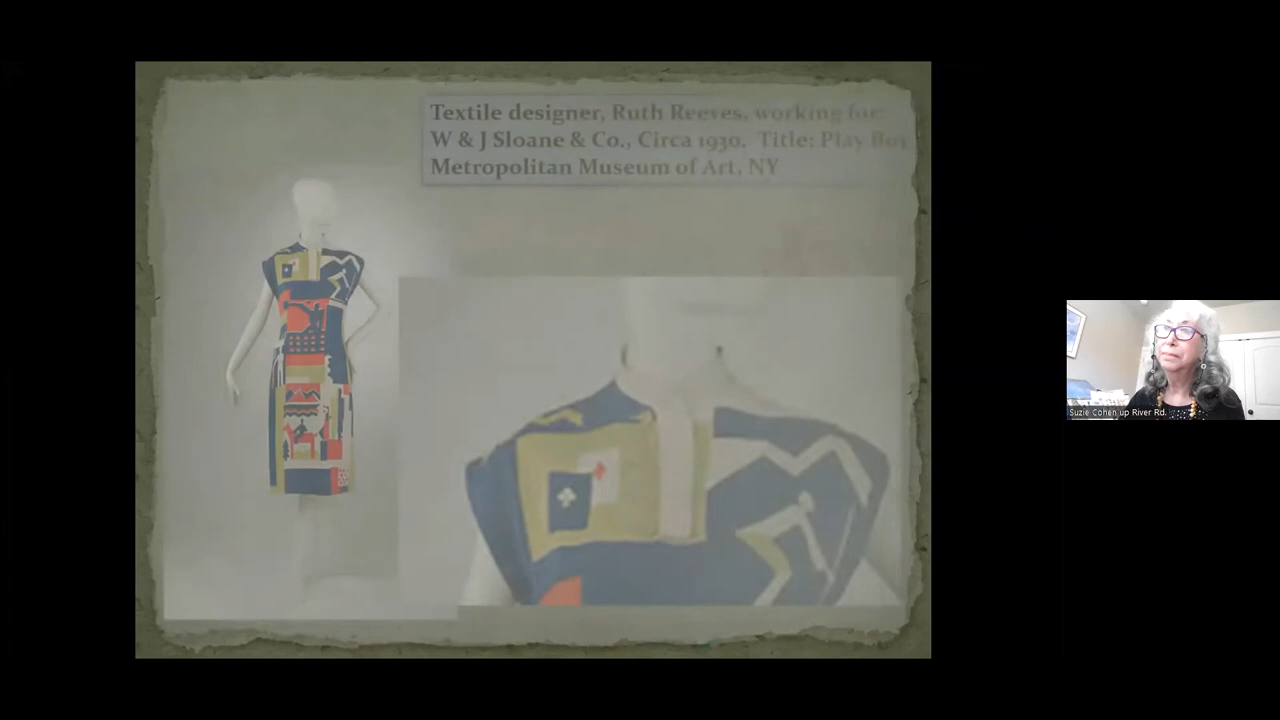 Textile designer, Ruth Reeves, working for:
W & J Sloane & Co., Circa 1930. Title: Play Boy
Metropolitan Museum of Art, NY
Suzie Cohen up River Rd.